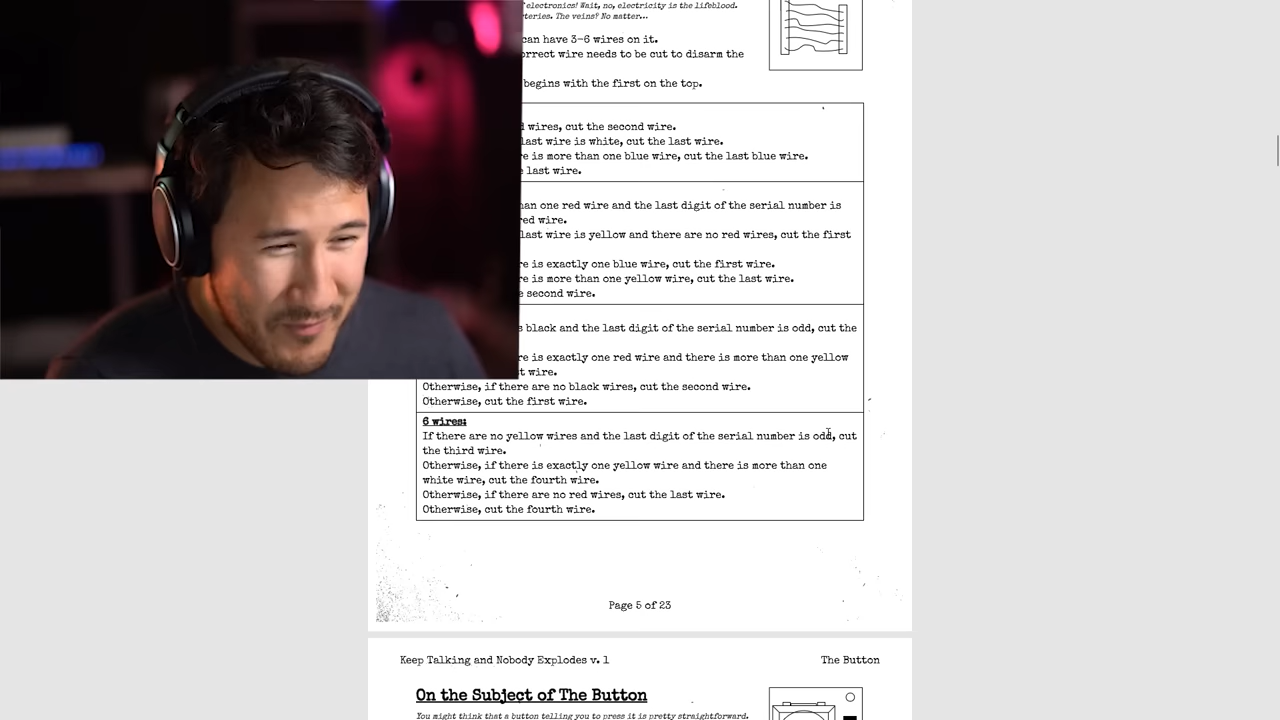 electronics! Wait, no, electricity is the lifeblood.
The veins? No matter...
can have 3-6 wires on it.
wire needs to be cut to disarm the
begins with the first on the top.
wires, cut the second wire.
last wire is white, cut the last wire.
is more than one blue wire, cut the last blue wire.
last wire.
one red wire and the last digit of the serial number is
red wire.
last wire is yellow and there are no red wires, cut the first
is exactly one blue wire, cut the first wire.
is more than one yellow wire, cut the last wire.
second wire.
black and the last digit of the serial number is odd, cut the
is exactly one red wire and there is more than one yellow
wire.
Otherwise, if there are no black wires, cut the second wire.
Otherwise, cut the first wire.
6 wires:
If there are no yellow wires and the last digit of the serial number is odd, cut
the third wire.
Otherwise, if there is exactly one yellow wire and there is more than one
white wire, cut the fourth wire.
Otherwise, if there are no red wires, cut the last wire.
Otherwise, cut the fourth wire.
Page 5 of 23
Keep Talking and Nobody Explodes v. 1 The Button
On the Subject of The Button
You might think that a button telling you to press it is pretty straightforward.